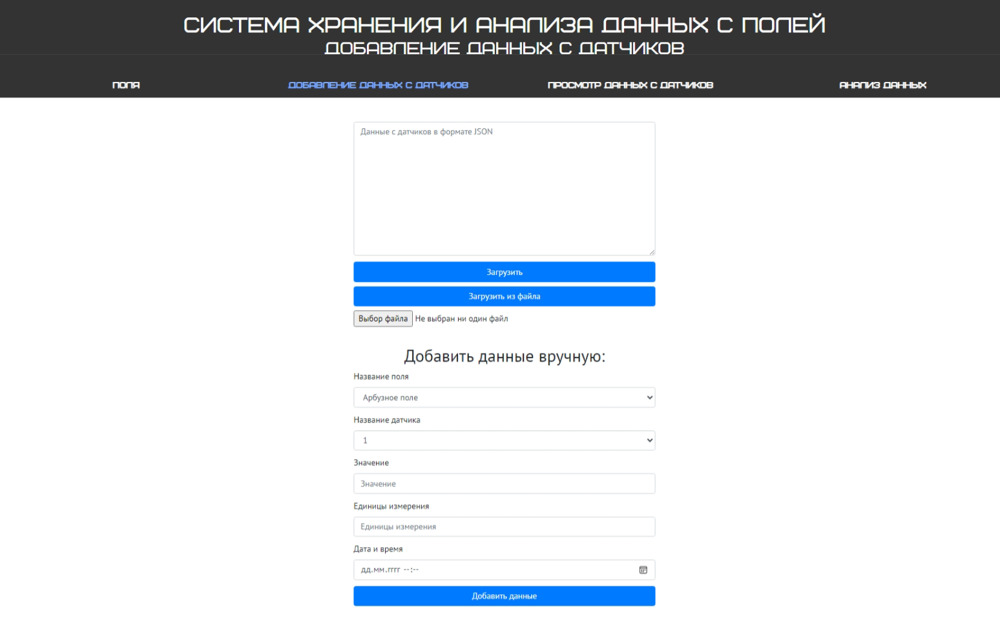 СИСТЕМА ХРАНЕНИЯ И АНАЛИЗА ДАННЫХ С ПОЛЕЙ
ДОБАВЛЕНИЕ ДАННЫХ С ДАТЧИКОВ
ПОЛЯ ДОБАВЛЕНИЕ ДАННЫХ С ДАТЧИКОВ ПРОСМОТР ДАННЫХ С ДАТЧИКОВ АНАЛИЗ ДАННЫХ
Данные с датчиков в формате JSON
Загрузить
Загрузить из файла
Выбор файла Не выбран ни один файл
Добавить данные вручную:
Название поля
Арбузное поле
Название датчика
1
Значение
Значение
Единицы измерения
Единицы измерения
Дата и время
дд.мм.гггг --:--
Добавить данные